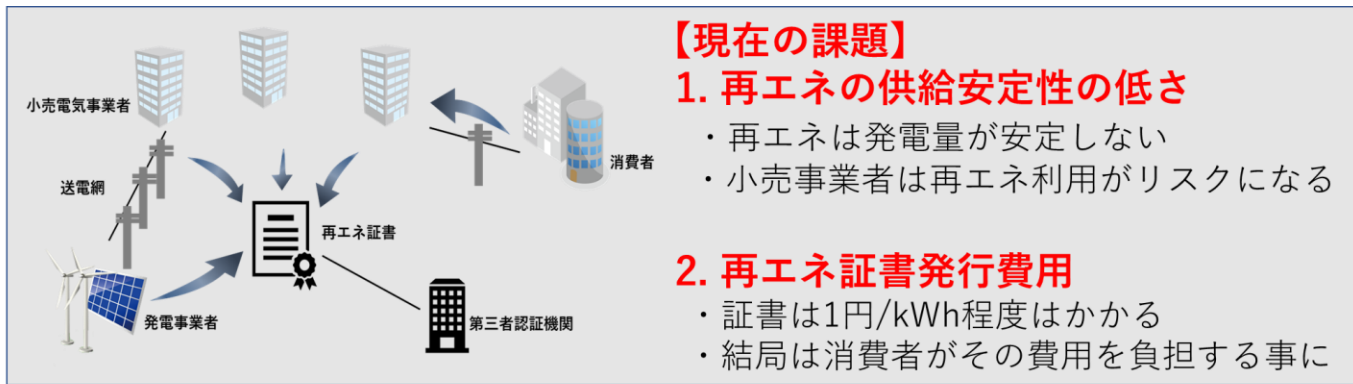 小売電気事業者
送電網
発電事業者
再エネ証書
第三者認証機関
消費者
【現在の課題】
1. 再エネの供給安定性の低さ
・再エネは発電量が安定しない
・小売事業者は再エネ利用がリスクになる
2. 再エネ証書発行費用
・証書は1円/kWh程度はかかる
・結局は消費者がその費用を負担する事に